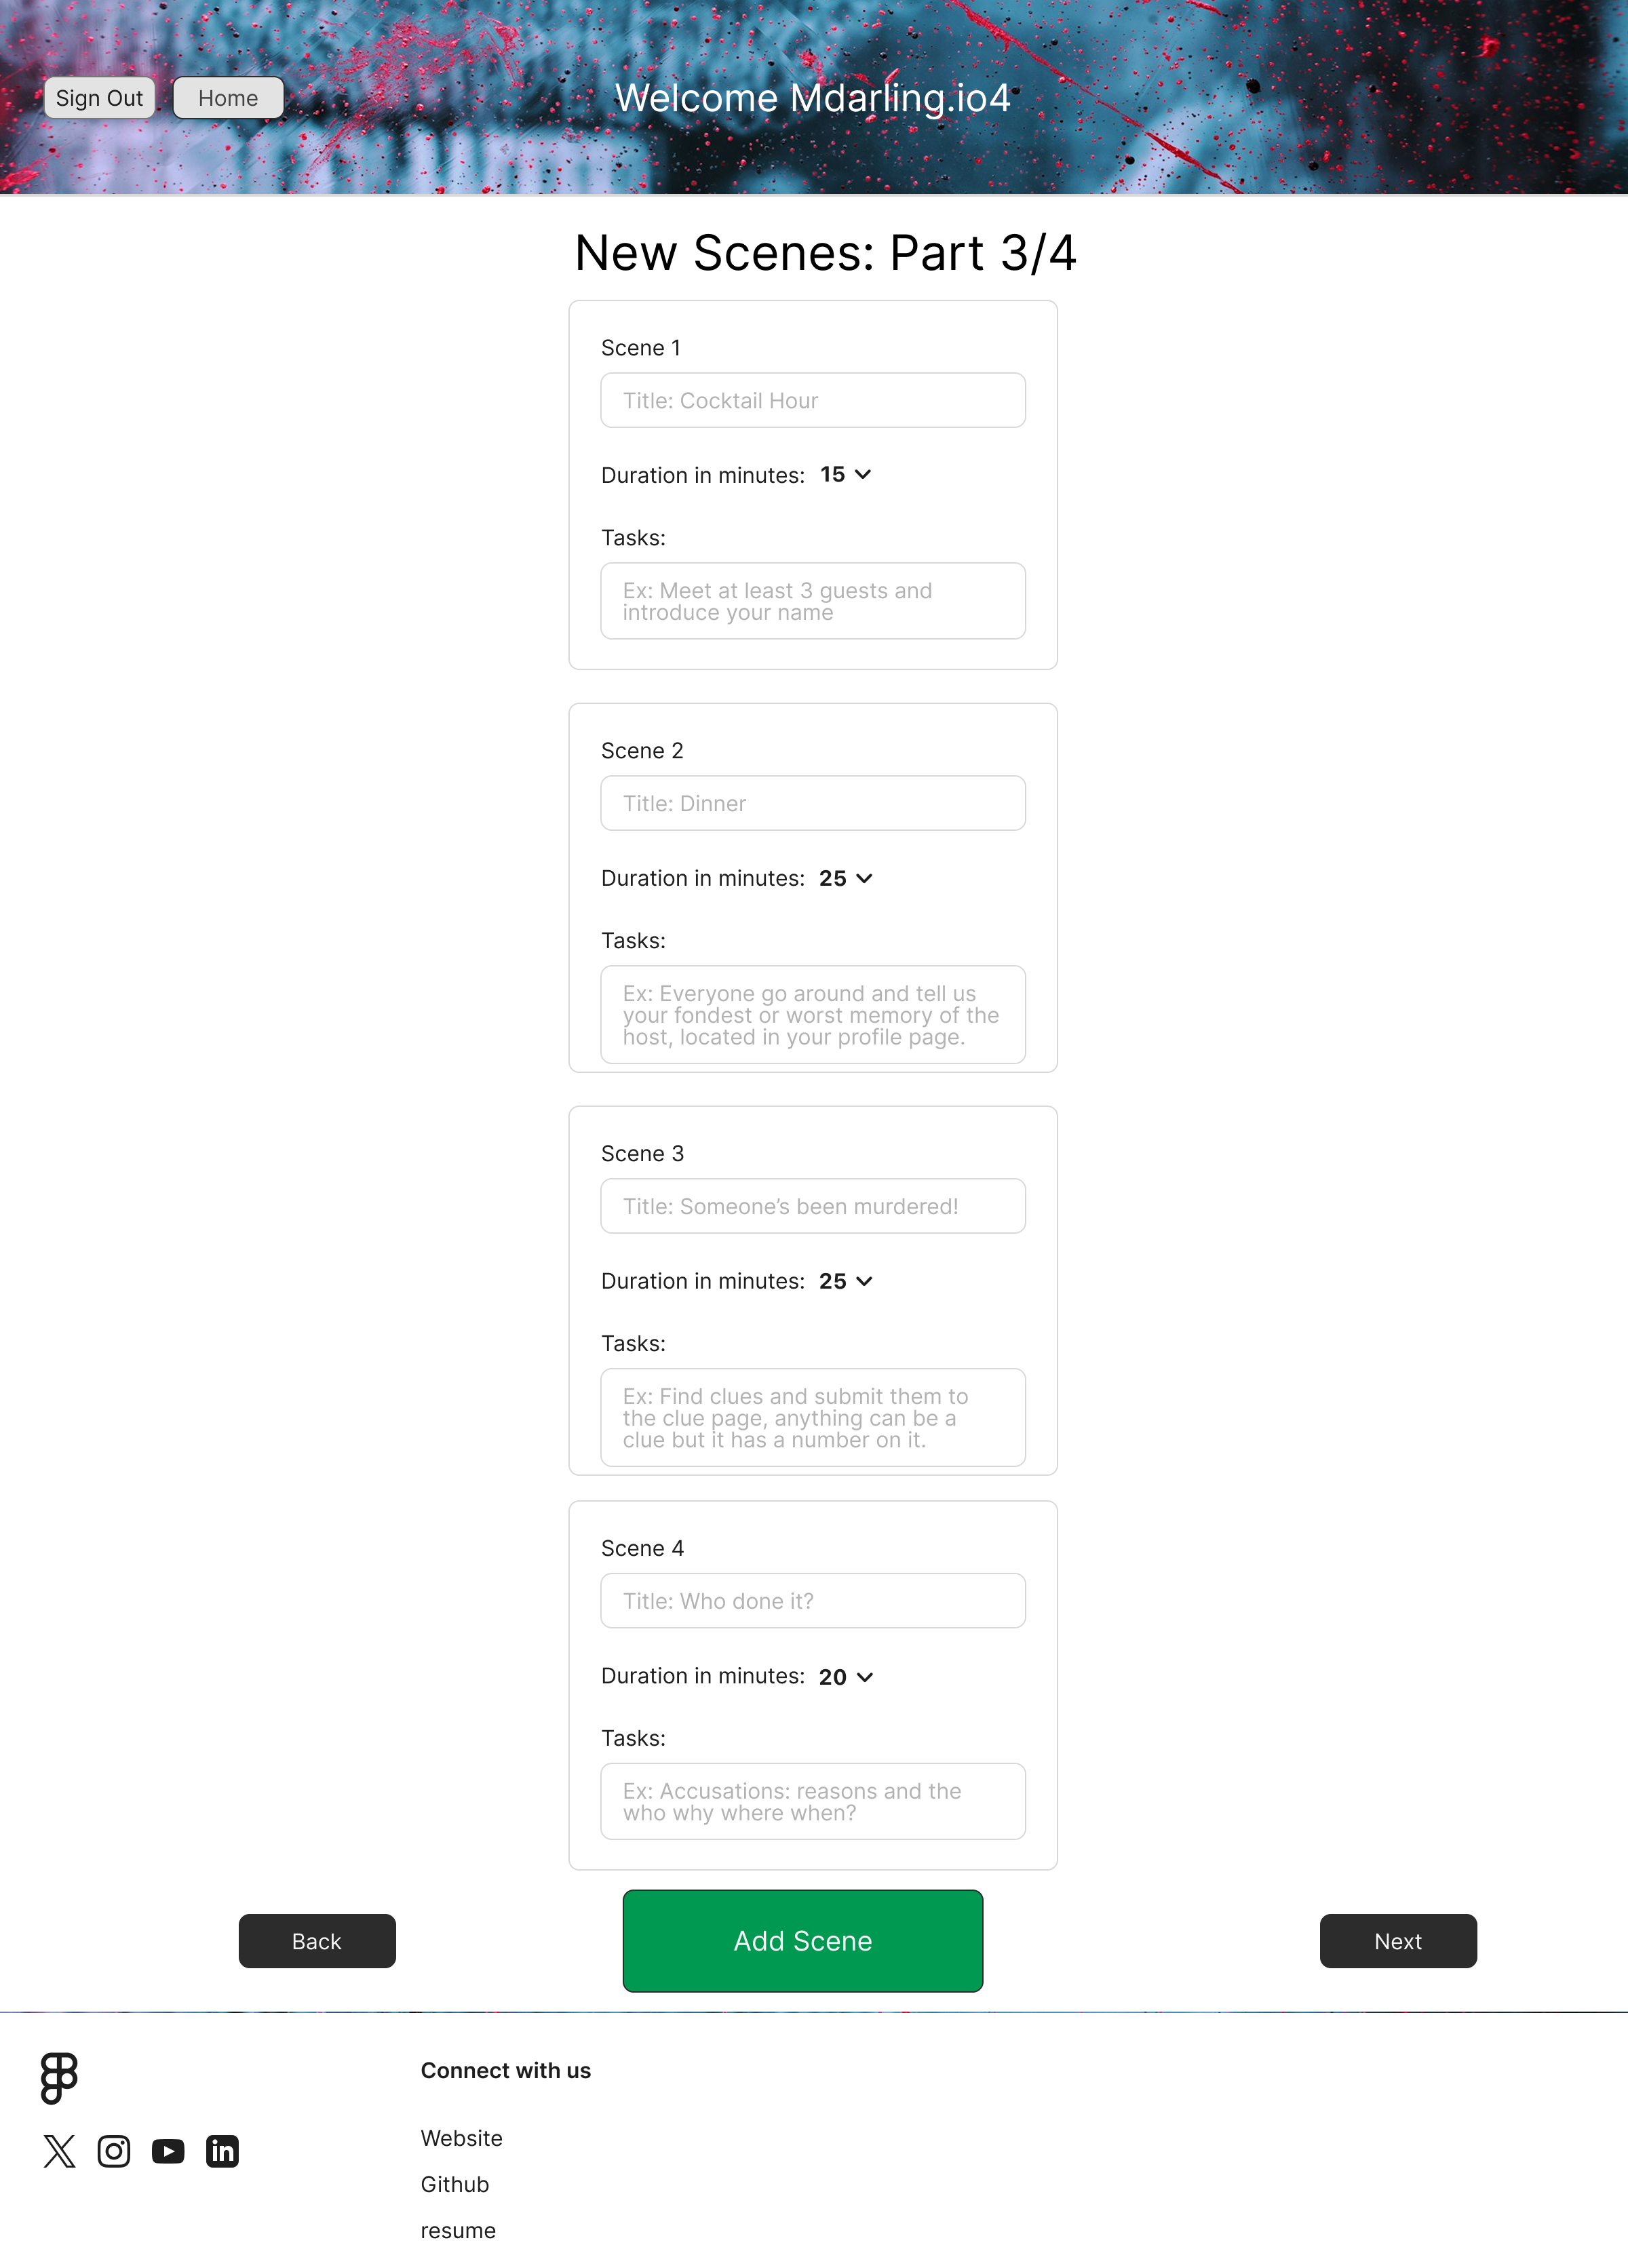 Sign Out
Home
Welcome Mdarling.io4
New Scenes: Part 3/4
Scene 1
Title: Cocktail Hour
Duration in minutes: 15
Tasks:
Ex: Meet at least 3 guests and
introduce your name
Scene 2
Title: Dinner
Duration in minutes: 25
Tasks:
Ex: Everyone go around and tell us
your fondest or worst memory of the
host, located in your profile page.
Scene 3
Title: Someone’s been murdered!
Duration in minutes: 25
Tasks:
Ex: Find clues and submit them to
the clue page, anything can be a
clue but it has a number on it.
Scene 4
Title: Who done it?
Duration in minutes: 20
Tasks:
Ex: Accusations: reasons and the
who why where when?
Back
Add Scene
Next
Connect with us
Website
Github
resume